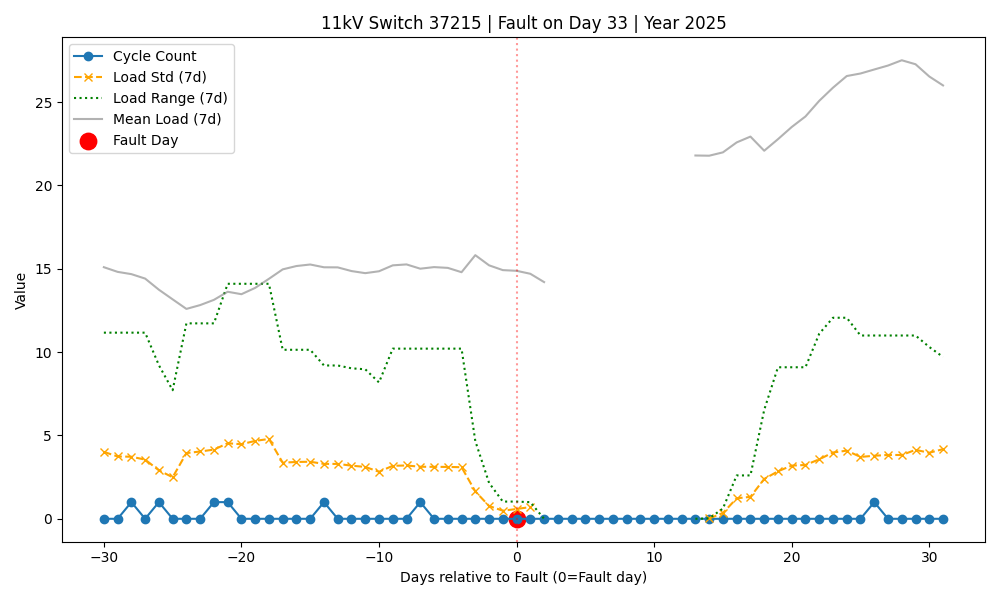 11kV Switch 37215 | Fault on Day 33 | Year 2025
Cycle Count
Load Std (7d)
Load Range (7d)
Mean Load (7d)
Fault Day
Value
25
20
15
10
5
0
−30
−20
−10
0
10
20
30
Days relative to Fault (0=Fault day)